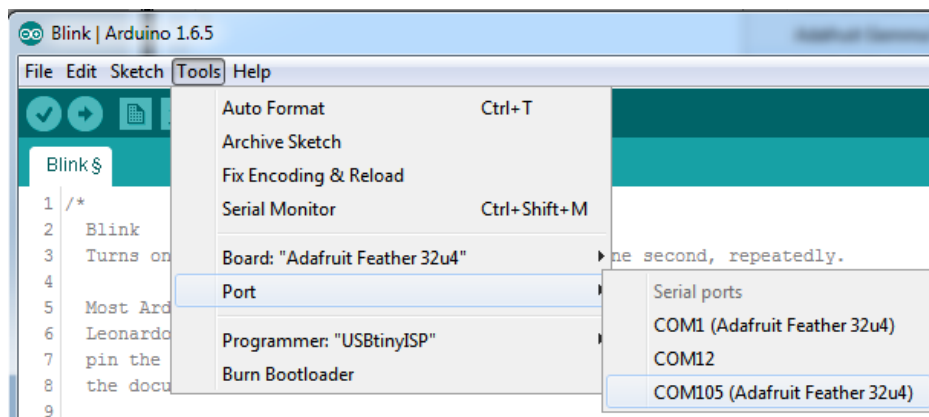 Blink | Arduino 1.6.5
File Edit Sketch Tools Help
Auto Format Ctrl+T
Archive Sketch
Fix Encoding & Reload
Serial Monitor Ctrl+Shift+M
Board: "Adafruit Feather 32u4"
Port
Programmer: "USBtinyISP"
Burn Bootloader
Serial ports
COM1 (Adafruit Feather 32u4)
COM12
COM105 (Adafruit Feather 32u4)
Blink§
1 /*
2 Blink
3 Turns on ne second, repeatedly.
4
5 Most Ard
6 Leonardo
7 pin the
8 the docu
9